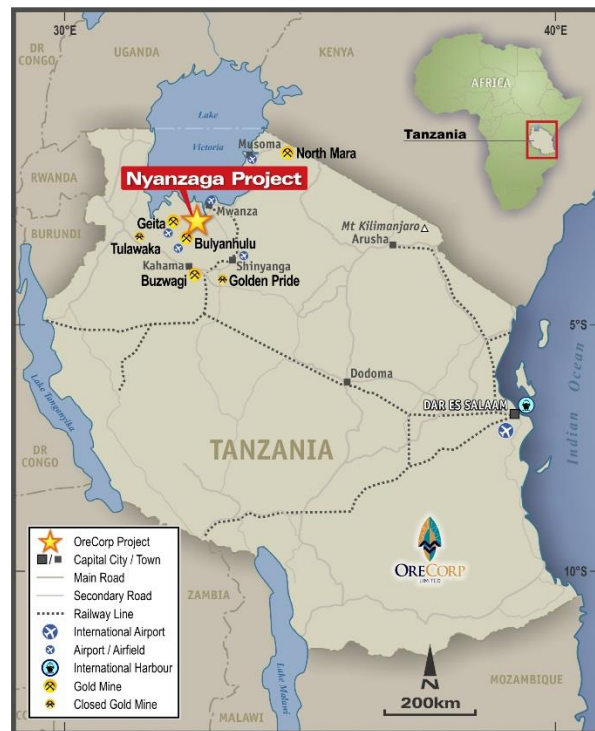 30°E
40°E
DR
CONGO
UGANDA
KENYA
AFRICA
Tanzania
Lake
Victoria
Musoma
North Mara
RWANDA
Nyanzaga Project
Mwanza
Geita
BURUNDI
Bulyanhulu
Tulawaka
Mt Kilimanjaro
Arusha
Kahama
Shinyanga
Buzwagi
Golden Pride
5°S
Lake Tanganyika
Dodoma
DAR ES SALAAM
Indian Ocean
TANZANIA
DR
CONGO
OreCorp Project
Capital City / Town
Main Road
Secondary Road
Railway Line
International Airport
Airport / Airfield
International Harbour
Gold Mine
Closed Gold Mine
ORECORP
LIMITED
10°S
ZAMBIA
Lake Malawi
N
200km
MOZAMBIQUE
MALAWI